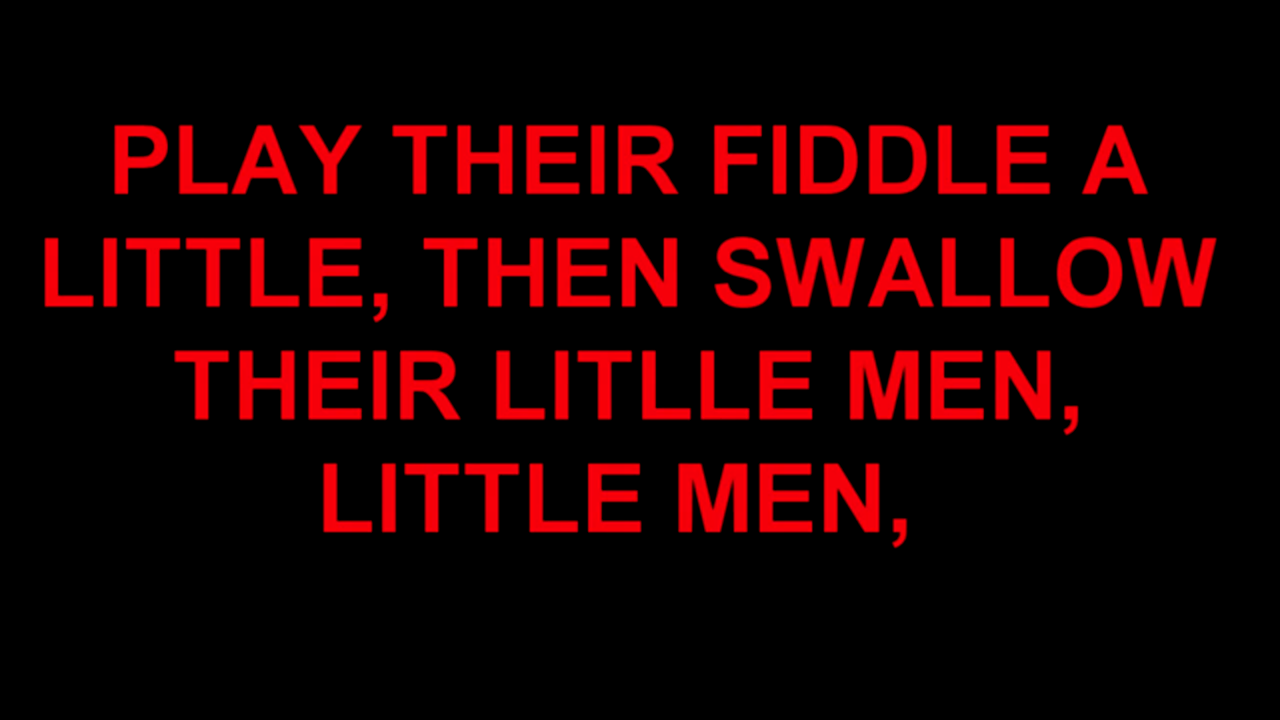 PLAY THEIR FIDDLE A
LITTLE, THEN SWALLOW
THEIR LITLLE MEN,
LITTLE MEN,